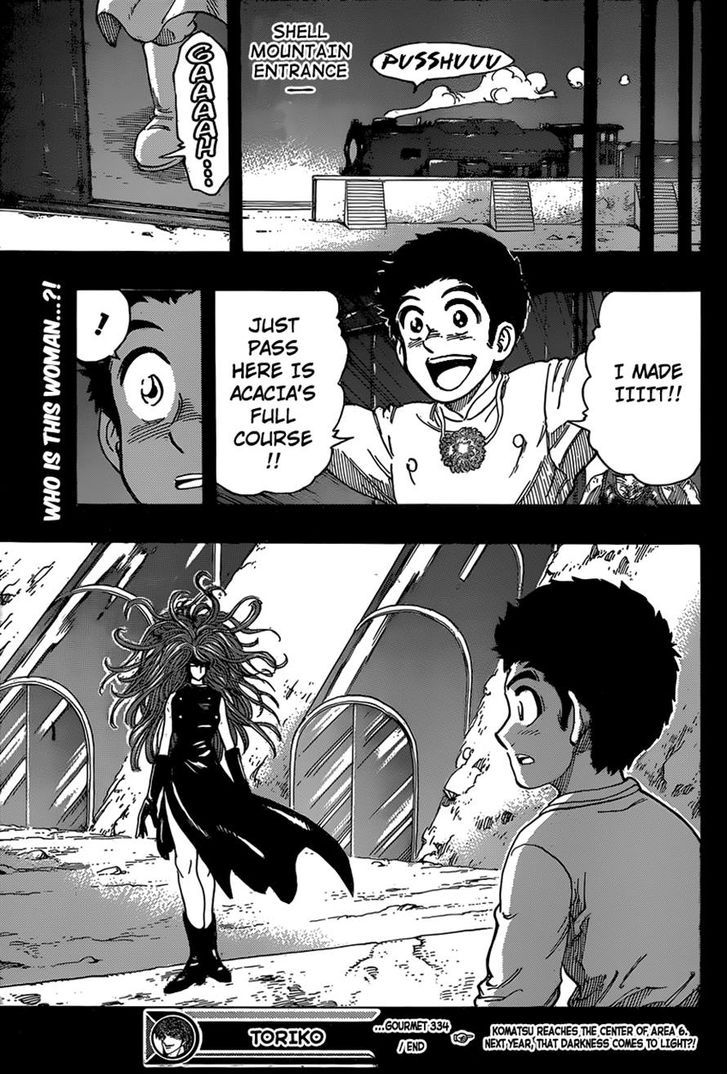 SHELL
MOUNTAIN
ENTRANCE
PUSSHUUU
GAAAAH...
I MADE
IIIIT!!
JUST
PASS
HERE IS
ACACIA'S
FULL
COURSE
!!
!
WHO IS THIS WOMAN...?!
TORIKO
...GOURMET 334
/ END
KOMATSU REACHES THE CENTER OF AREA 6.
NEXT YEAR, THAT DARKNESS COMES TO LIGHT?!